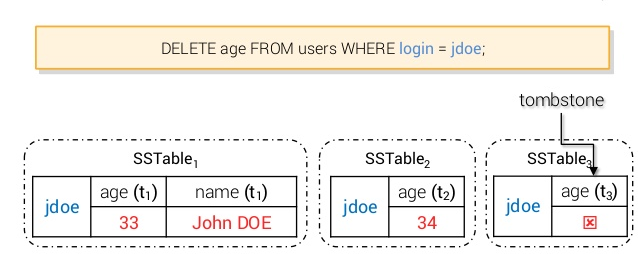 DELETE age FROM users WHERE login = jdoe;
tombstone
SSTable₁
SSTable₂
SSTable₃
jdoe
age (t₁)
name (t₁)
33
John DOE
jdoe
age (t₂)
34
jdoe
age (t₃)